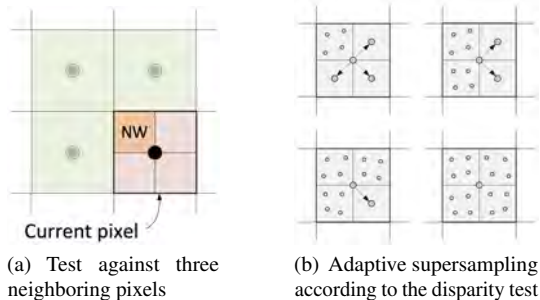 NW
Current pixel
(a) Test against three
neighboring pixels
(b) Adaptive supersampling
according to the disparity test